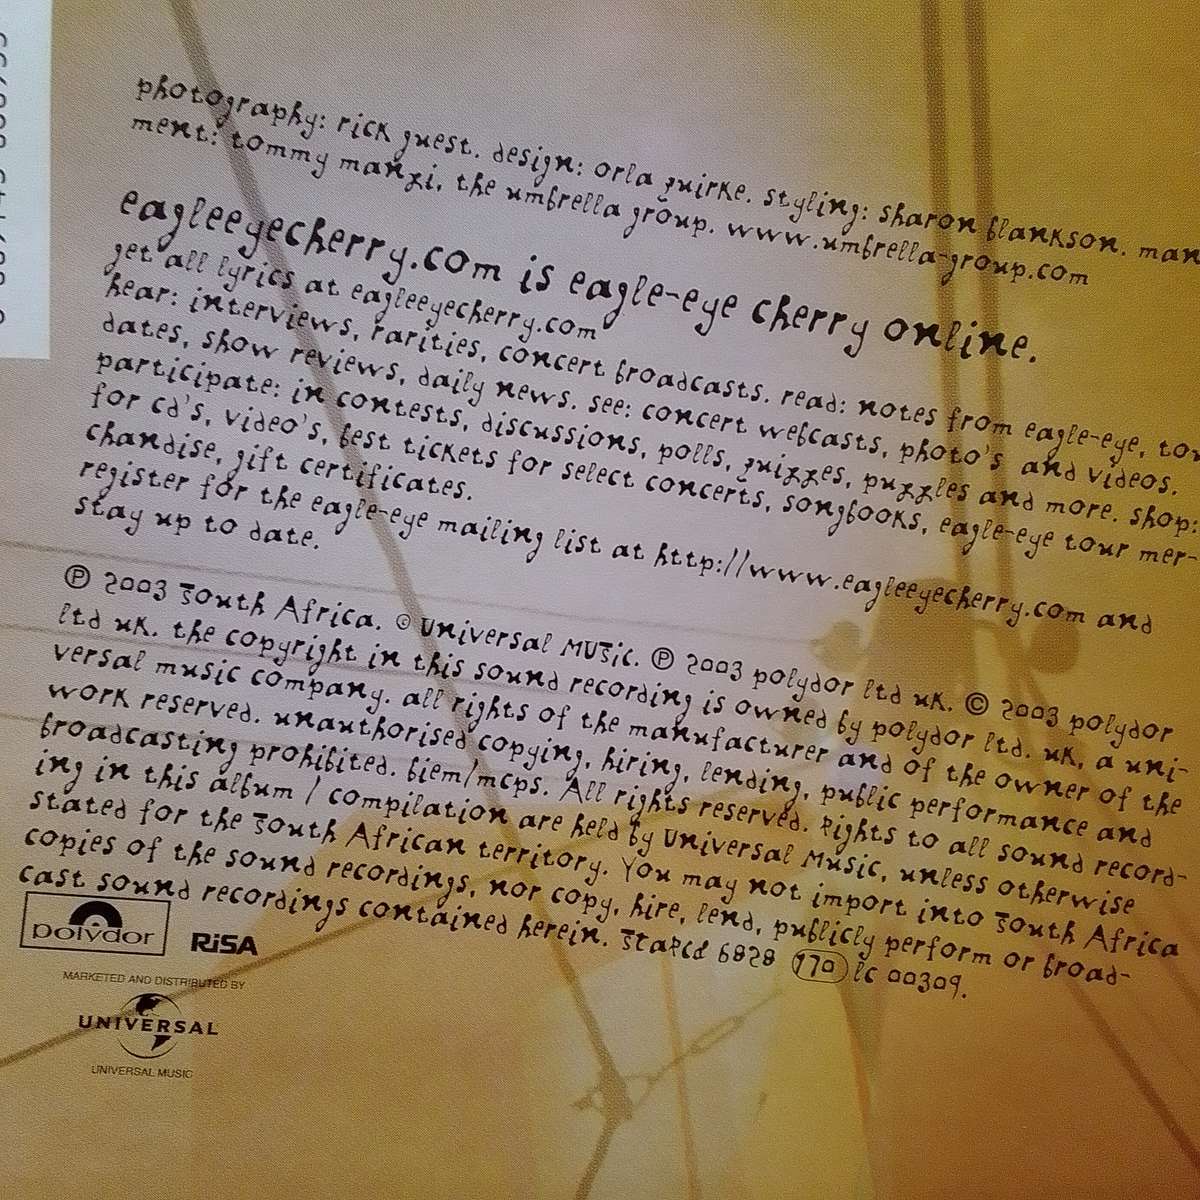 photography: rick guest. design: orla quirke. styling: sharon blankson. man
ment: tommy manzi, the umbrella group. www.umbrella-group.com
eagleeyecherry.com is eagle-eye cherry online.
get all lyrics at eagleeyecherry.com
hear: interviews, rarities, concert broadcasts. read: notes from eagle-eye, tou
dates, show reviews, daily news. see: concert webcasts, photo's and videos.
participate: in contests, discussions, polls, quizzes, puzzles and more. shop:
for cd's, video's, best tickets for select concerts, songbooks, eagle-eye tour mer-
chandise, gift certificates.
register for the eagle-eye mailing list at http://www.eagleeyecherry.com and
stay up to date.
℗ 2003 South Africa. © Universal Music. ℗ 2003 polydor ltd uk. © 2003 polydor
ltd uk. the copyright in this sound recording is owned by polydor ltd. uk, a uni-
versal music company. all rights of the manufacturer and of the owner of the
work reserved. unauthorised copying, hiring, lending, public performance and
broadcasting prohibited. biem/mcps. All rights reserved. Rights to all sound record-
ing in this album / compilation are held by Universal Music, unless otherwise
stated for the South African territory. You may not import into South Africa
copies of the sound recordings, nor copy, hire, lend, publicly perform or broad-
cast sound recordings contained herein. StaRcd 6828 170 lc 00309.
polydor RiSA
MARKETED AND DISTRIBUTED BY
UNIVERSAL
UNIVERSAL MUSIC